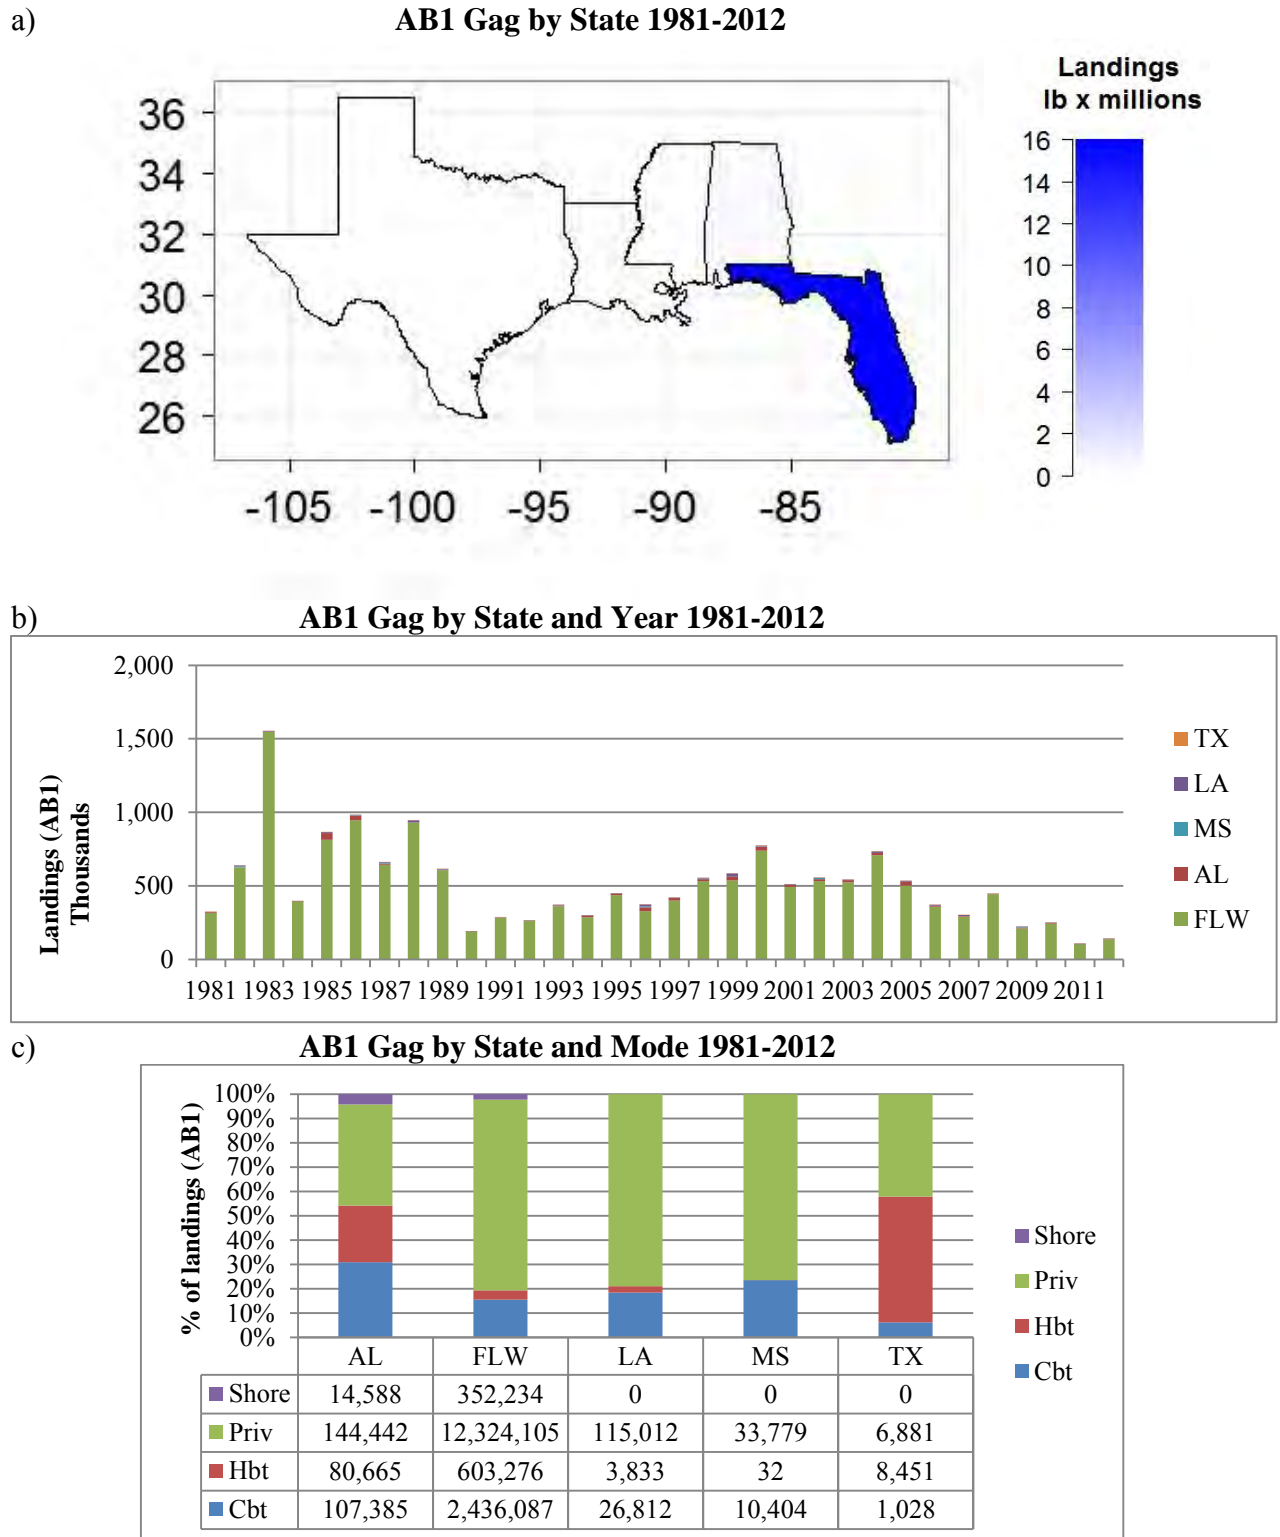 a)
AB1 Gag by State 1981-2012
Landings
lb x millions
36
34
32
30
28
26
-105 -100 -95 -90 -85
16
14
12
10
8
6
4
2
0
b)
AB1 Gag by State and Year 1981-2012
Landings (AB1)
Thousands
2,000
1,500
1,000
500
0
1981 1983 1985 1987 1989 1991 1993 1995 1997 1999 2001 2003 2005 2007 2009 2011
TX
LA
MS
AL
FLW
c)
AB1 Gag by State and Mode 1981-2012
% of landings (AB1)
100%
90%
80%
70%
60%
50%
40%
30%
20%
10%
0%
Shore
Priv
Hbt
Cbt
AL FLW LA MS TX
Shore 14,588 352,234 0 0 0
Priv 144,442 12,324,105 115,012 33,779 6,881
Hbt 80,665 603,276 3,833 32 8,451
Cbt 107,385 2,436,087 26,812 10,404 1,028